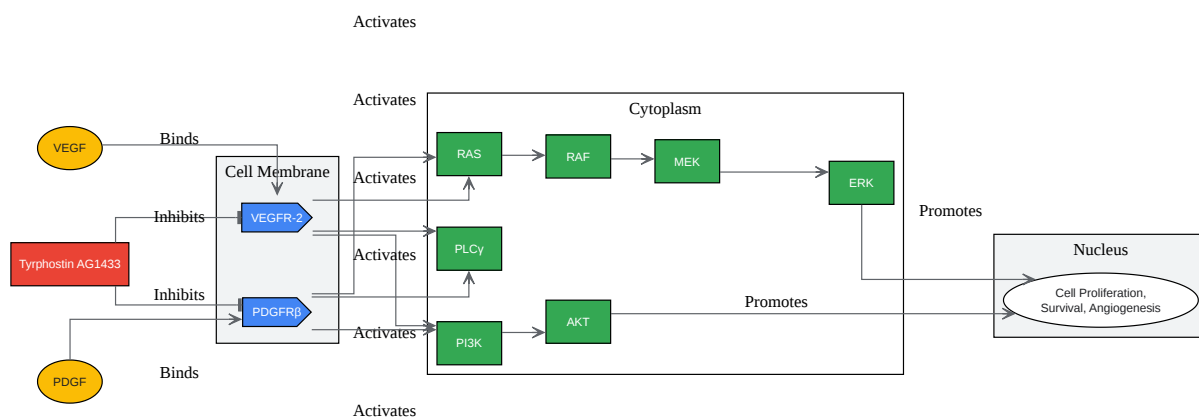 Activates
Activates
Cytoplasm
VEGF
Binds
RAS
RAF
MEK
Cell Membrane
Activates
ERK
VEGFR-2
Inhibits
Promotes
PLCγ
Activates
Nucleus
Tyrphostin AG1433
Inhibits
Cell Proliferation,
Survival, Angiogenesis
PDGFRβ
Promotes
AKT
Activates
PI3K
Binds
PDGF
Activates